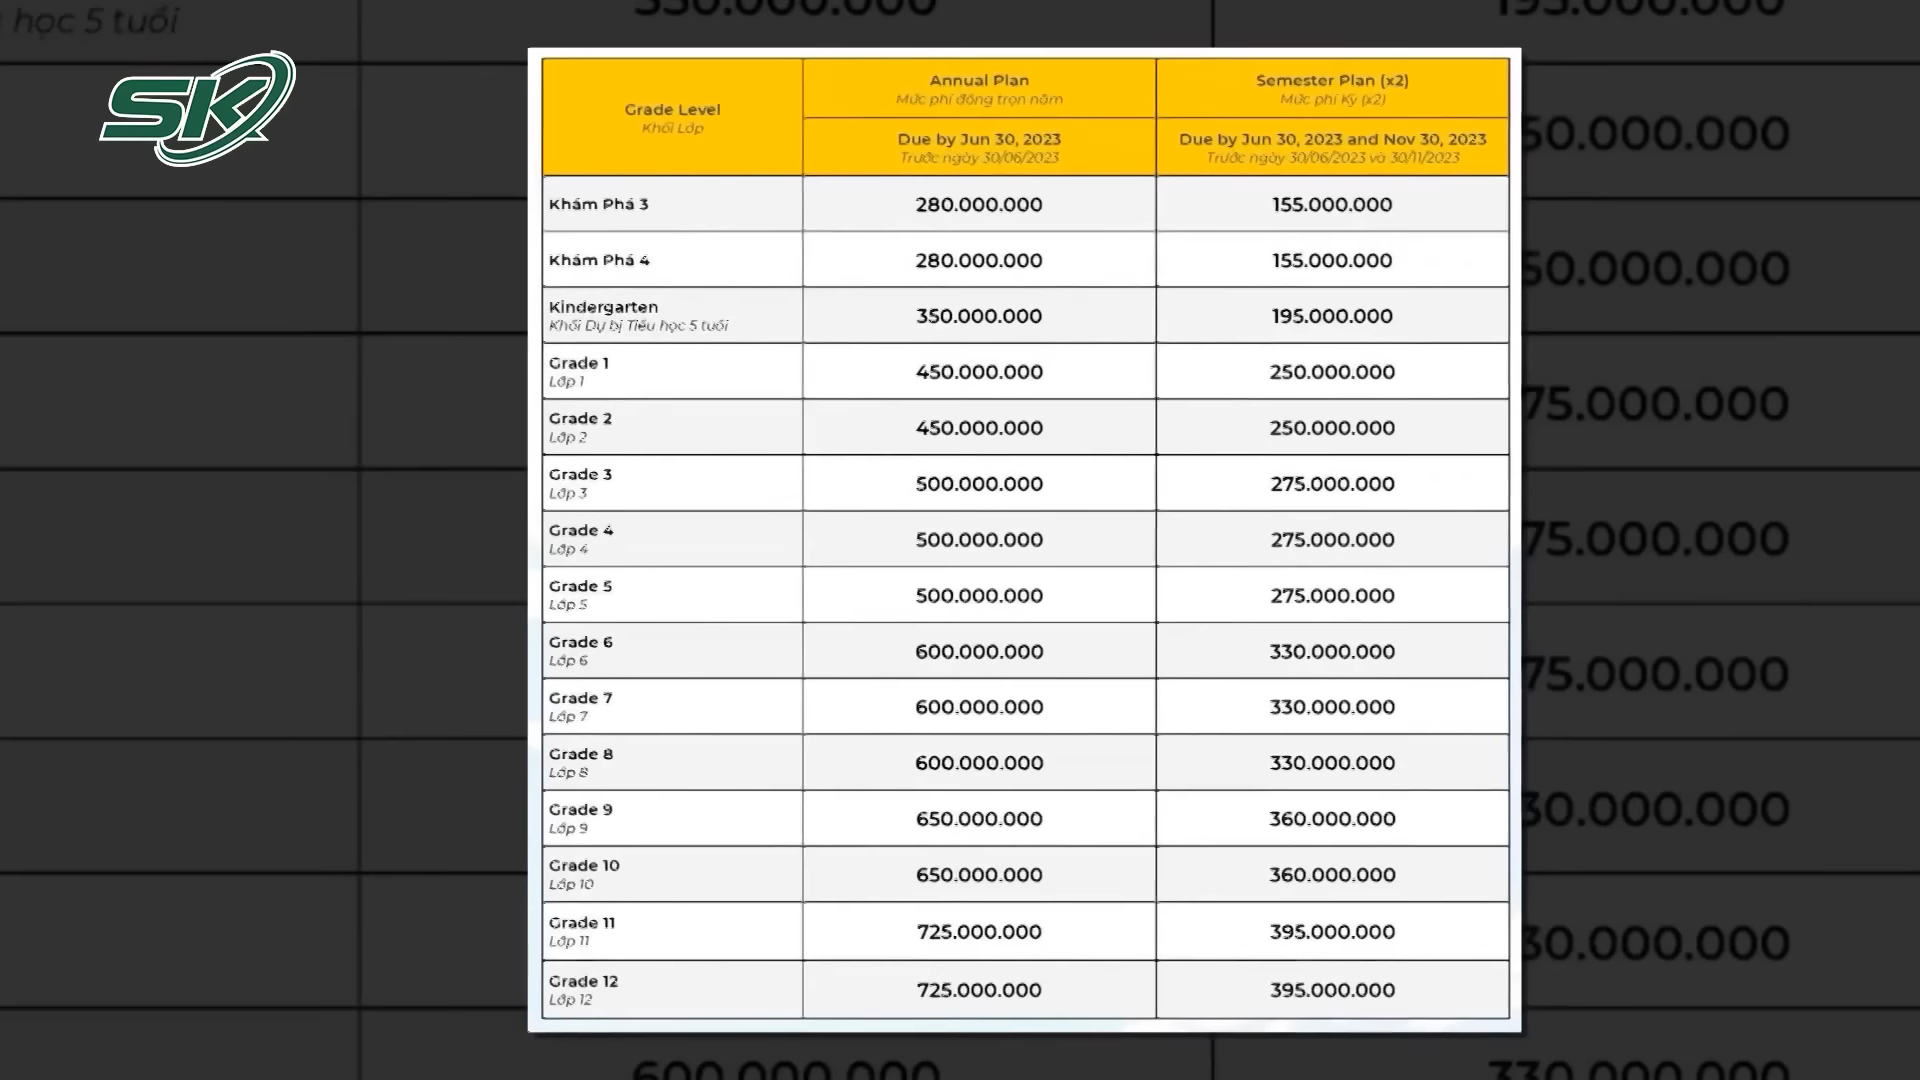 học 5 tuổi
SK
Grade Level
Khối Lớp
Annual Plan
Mức phí đóng trọn năm
Semester Plan (x2)
Mức phí Kỳ (x2)
Due by Jun 30, 2023
Trước ngày 30/06/2023
Due by Jun 30, 2023 and Nov 30, 2023
Trước ngày 30/06/2023 và 30/11/2023
Khám Phá 3
280.000.000
155.000.000
Khám Phá 4
280.000.000
155.000.000
Kindergarten
Khối Dự bị Tiểu học 5 tuổi
350.000.000
195.000.000
Grade 1
Lớp 1
450.000.000
250.000.000
Grade 2
Lớp 2
450.000.000
250.000.000
Grade 3
Lớp 3
500.000.000
275.000.000
Grade 4
Lớp 4
500.000.000
275.000.000
Grade 5
Lớp 5
500.000.000
275.000.000
Grade 6
Lớp 6
600.000.000
330.000.000
Grade 7
Lớp 7
600.000.000
330.000.000
Grade 8
Lớp 8
600.000.000
330.000.000
Grade 9
Lớp 9
650.000.000
360.000.000
Grade 10
Lớp 10
650.000.000
360.000.000
Grade 11
Lớp 11
725.000.000
395.000.000
Grade 12
Lớp 12
725.000.000
395.000.000